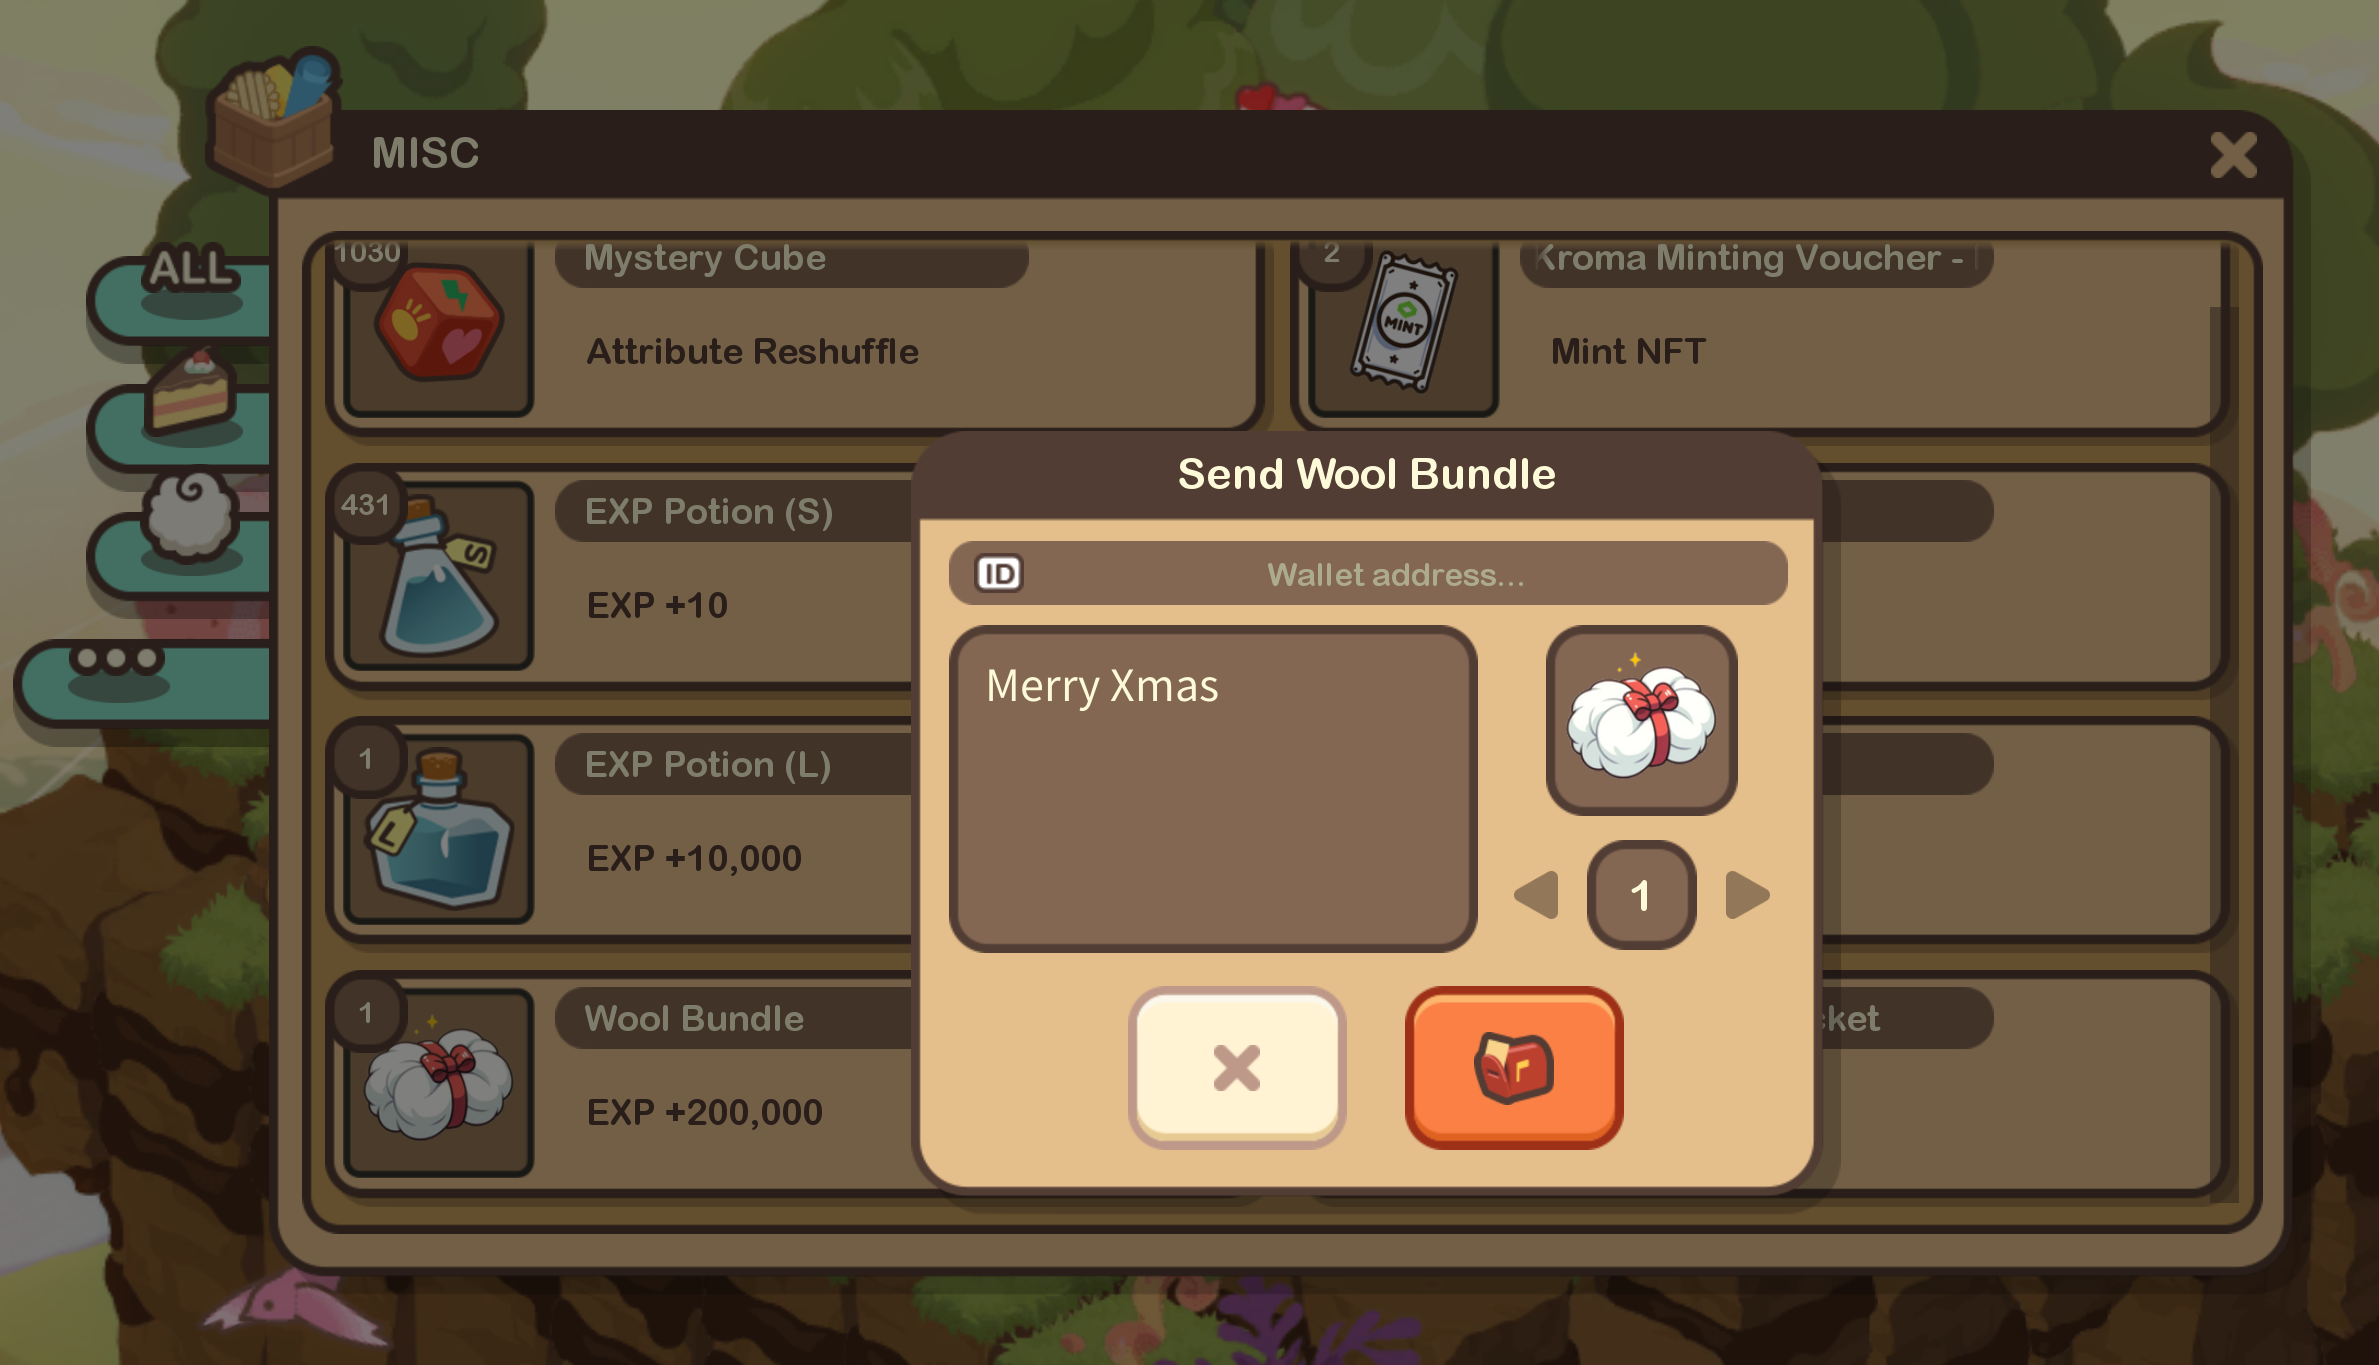 MISC
ALL
1030
Mystery Cube
Attribute Reshuffle
2
Kroma Minting Voucher -
MINT
Mint NFT
431
S
EXP Potion (S)
EXP +10
1
L
EXP Potion (L)
EXP +10,000
1
Wool Bundle
EXP +200,000
Send Wool Bundle
ID
Wallet address...
Merry Xmas
1